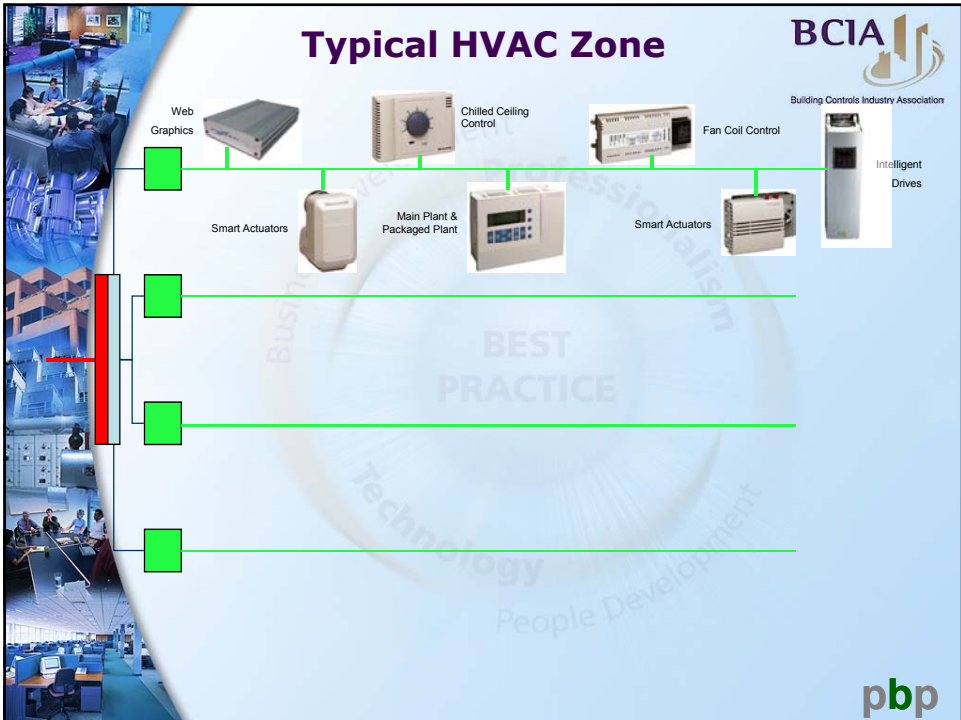 Typical HVAC Zone
BCIA
Building Controls Industry Association
Web
Graphics
Chilled Ceiling
Control
Fan Coil Control
Intelligent
Drives
Smart Actuators
Main Plant &
Packaged Plant
Smart Actuators
Professionalism
BEST
PRACTICE
Technology
People Development
pbp